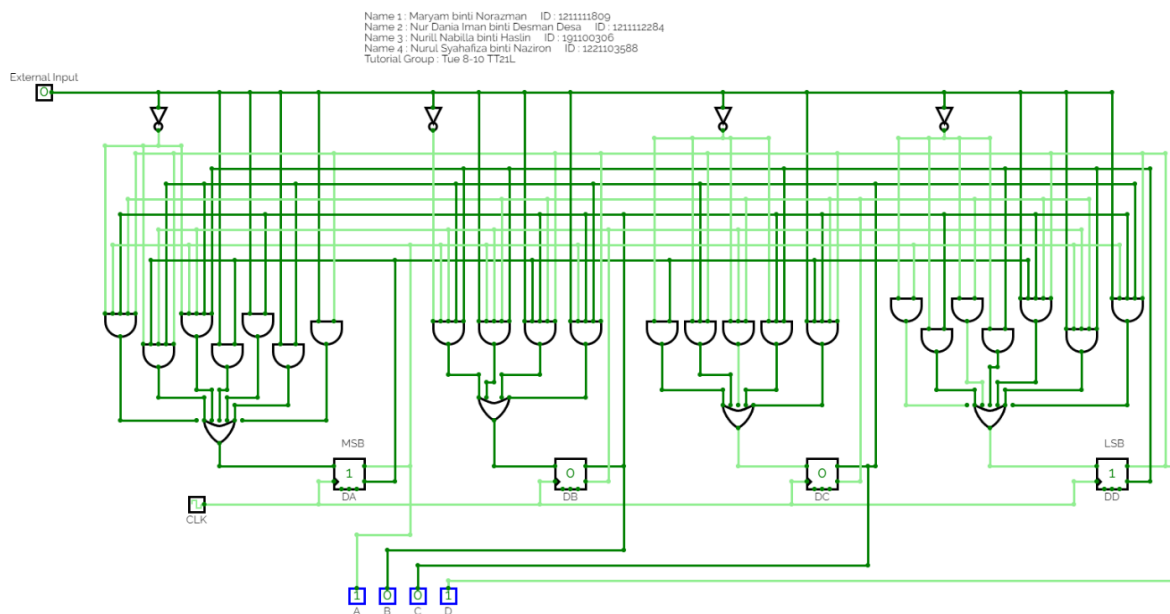 Name 1 : Maryam binti Norazman    ID : 1211111809
Name 2 : Nur Dania Iman binti Desman Desa    ID : 1211112284
Name 3 : Nurill Nabilla binti Haslin    ID : 191100306
Name 4 : Nurul Syahafiza binti Naziron    ID : 1221103588
Tutorial Group : Tue 8-10 TT21L
External Input
0
MSB
LSB
1
0
0
1
DA
DB
DC
DD
CLK
1
0
0
1
A
B
C
D